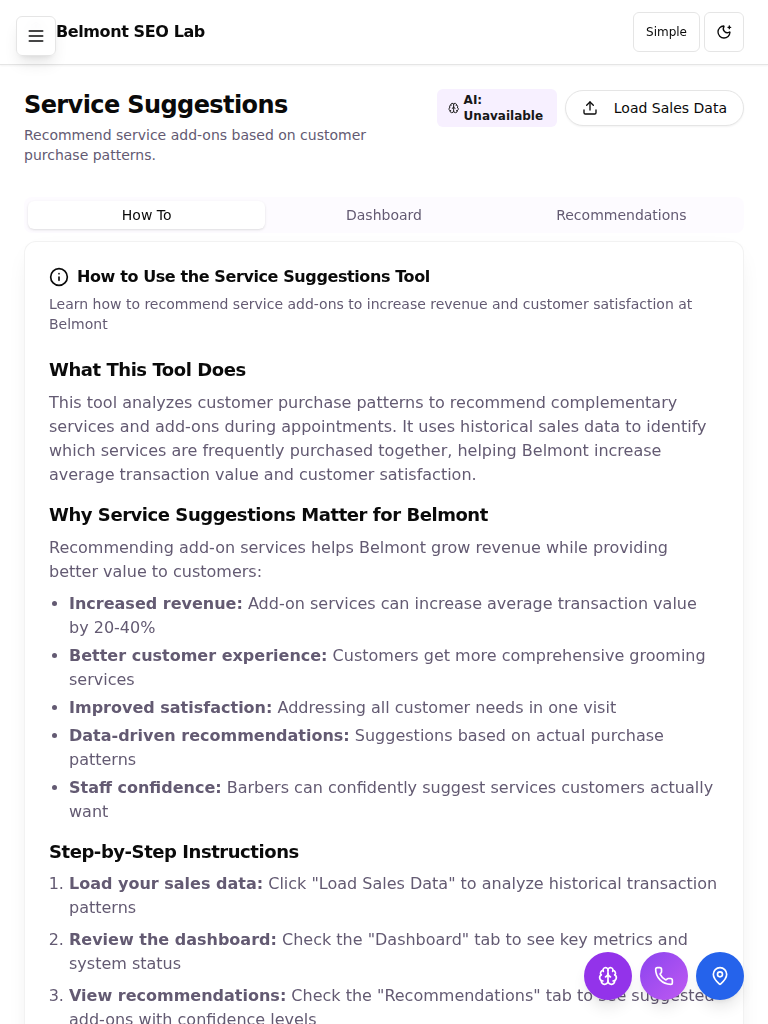 Belmont SEO Lab
Simple
Service Suggestions
Recommend service add-ons based on customer
purchase patterns.
AI:
Unavailable
Load Sales Data
How To
Dashboard
Recommendations
How to Use the Service Suggestions Tool
Learn how to recommend service add-ons to increase revenue and customer satisfaction at
Belmont
What This Tool Does
This tool analyzes customer purchase patterns to recommend complementary
services and add-ons during appointments. It uses historical sales data to identify
which services are frequently purchased together, helping Belmont increase
average transaction value and customer satisfaction.
Why Service Suggestions Matter for Belmont
Recommending add-on services helps Belmont grow revenue while providing
better value to customers:
• Increased revenue: Add-on services can increase average transaction value
by 20-40%
• Better customer experience: Customers get more comprehensive grooming
services
• Improved satisfaction: Addressing all customer needs in one visit
• Data-driven recommendations: Suggestions based on actual purchase
patterns
• Staff confidence: Barbers can confidently suggest services customers actually
want
Step-by-Step Instructions
1. Load your sales data: Click "Load Sales Data" to analyze historical transaction
patterns
2. Review the dashboard: Check the "Dashboard" tab to see key metrics and
system status
3. View recommendations: Check the "Recommendations" tab to see suggested
add-ons with confidence levels